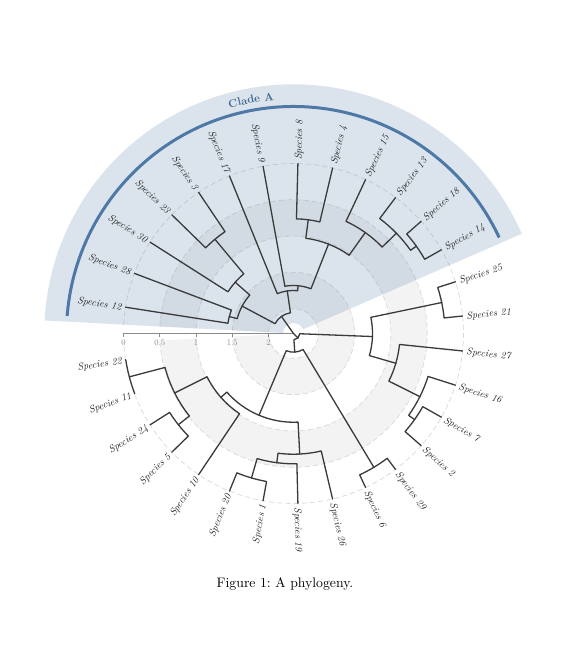 Clade A
Species 8
Species 4
Species 15
Species 13
Species 18
Species 14
Species 25
Species 21
Species 27
Species 16
Species 7
Species 2
Species 29
Species 6
Species 26
Species 19
Species 1
Species 20
Species 10
Species 5
Species 24
Species 11
Species 22
Species 12
Species 28
Species 30
Species 23
Species 3
Species 17
Species 9
0 0.5 1 1.5 2
Figure 1: A phylogeny.